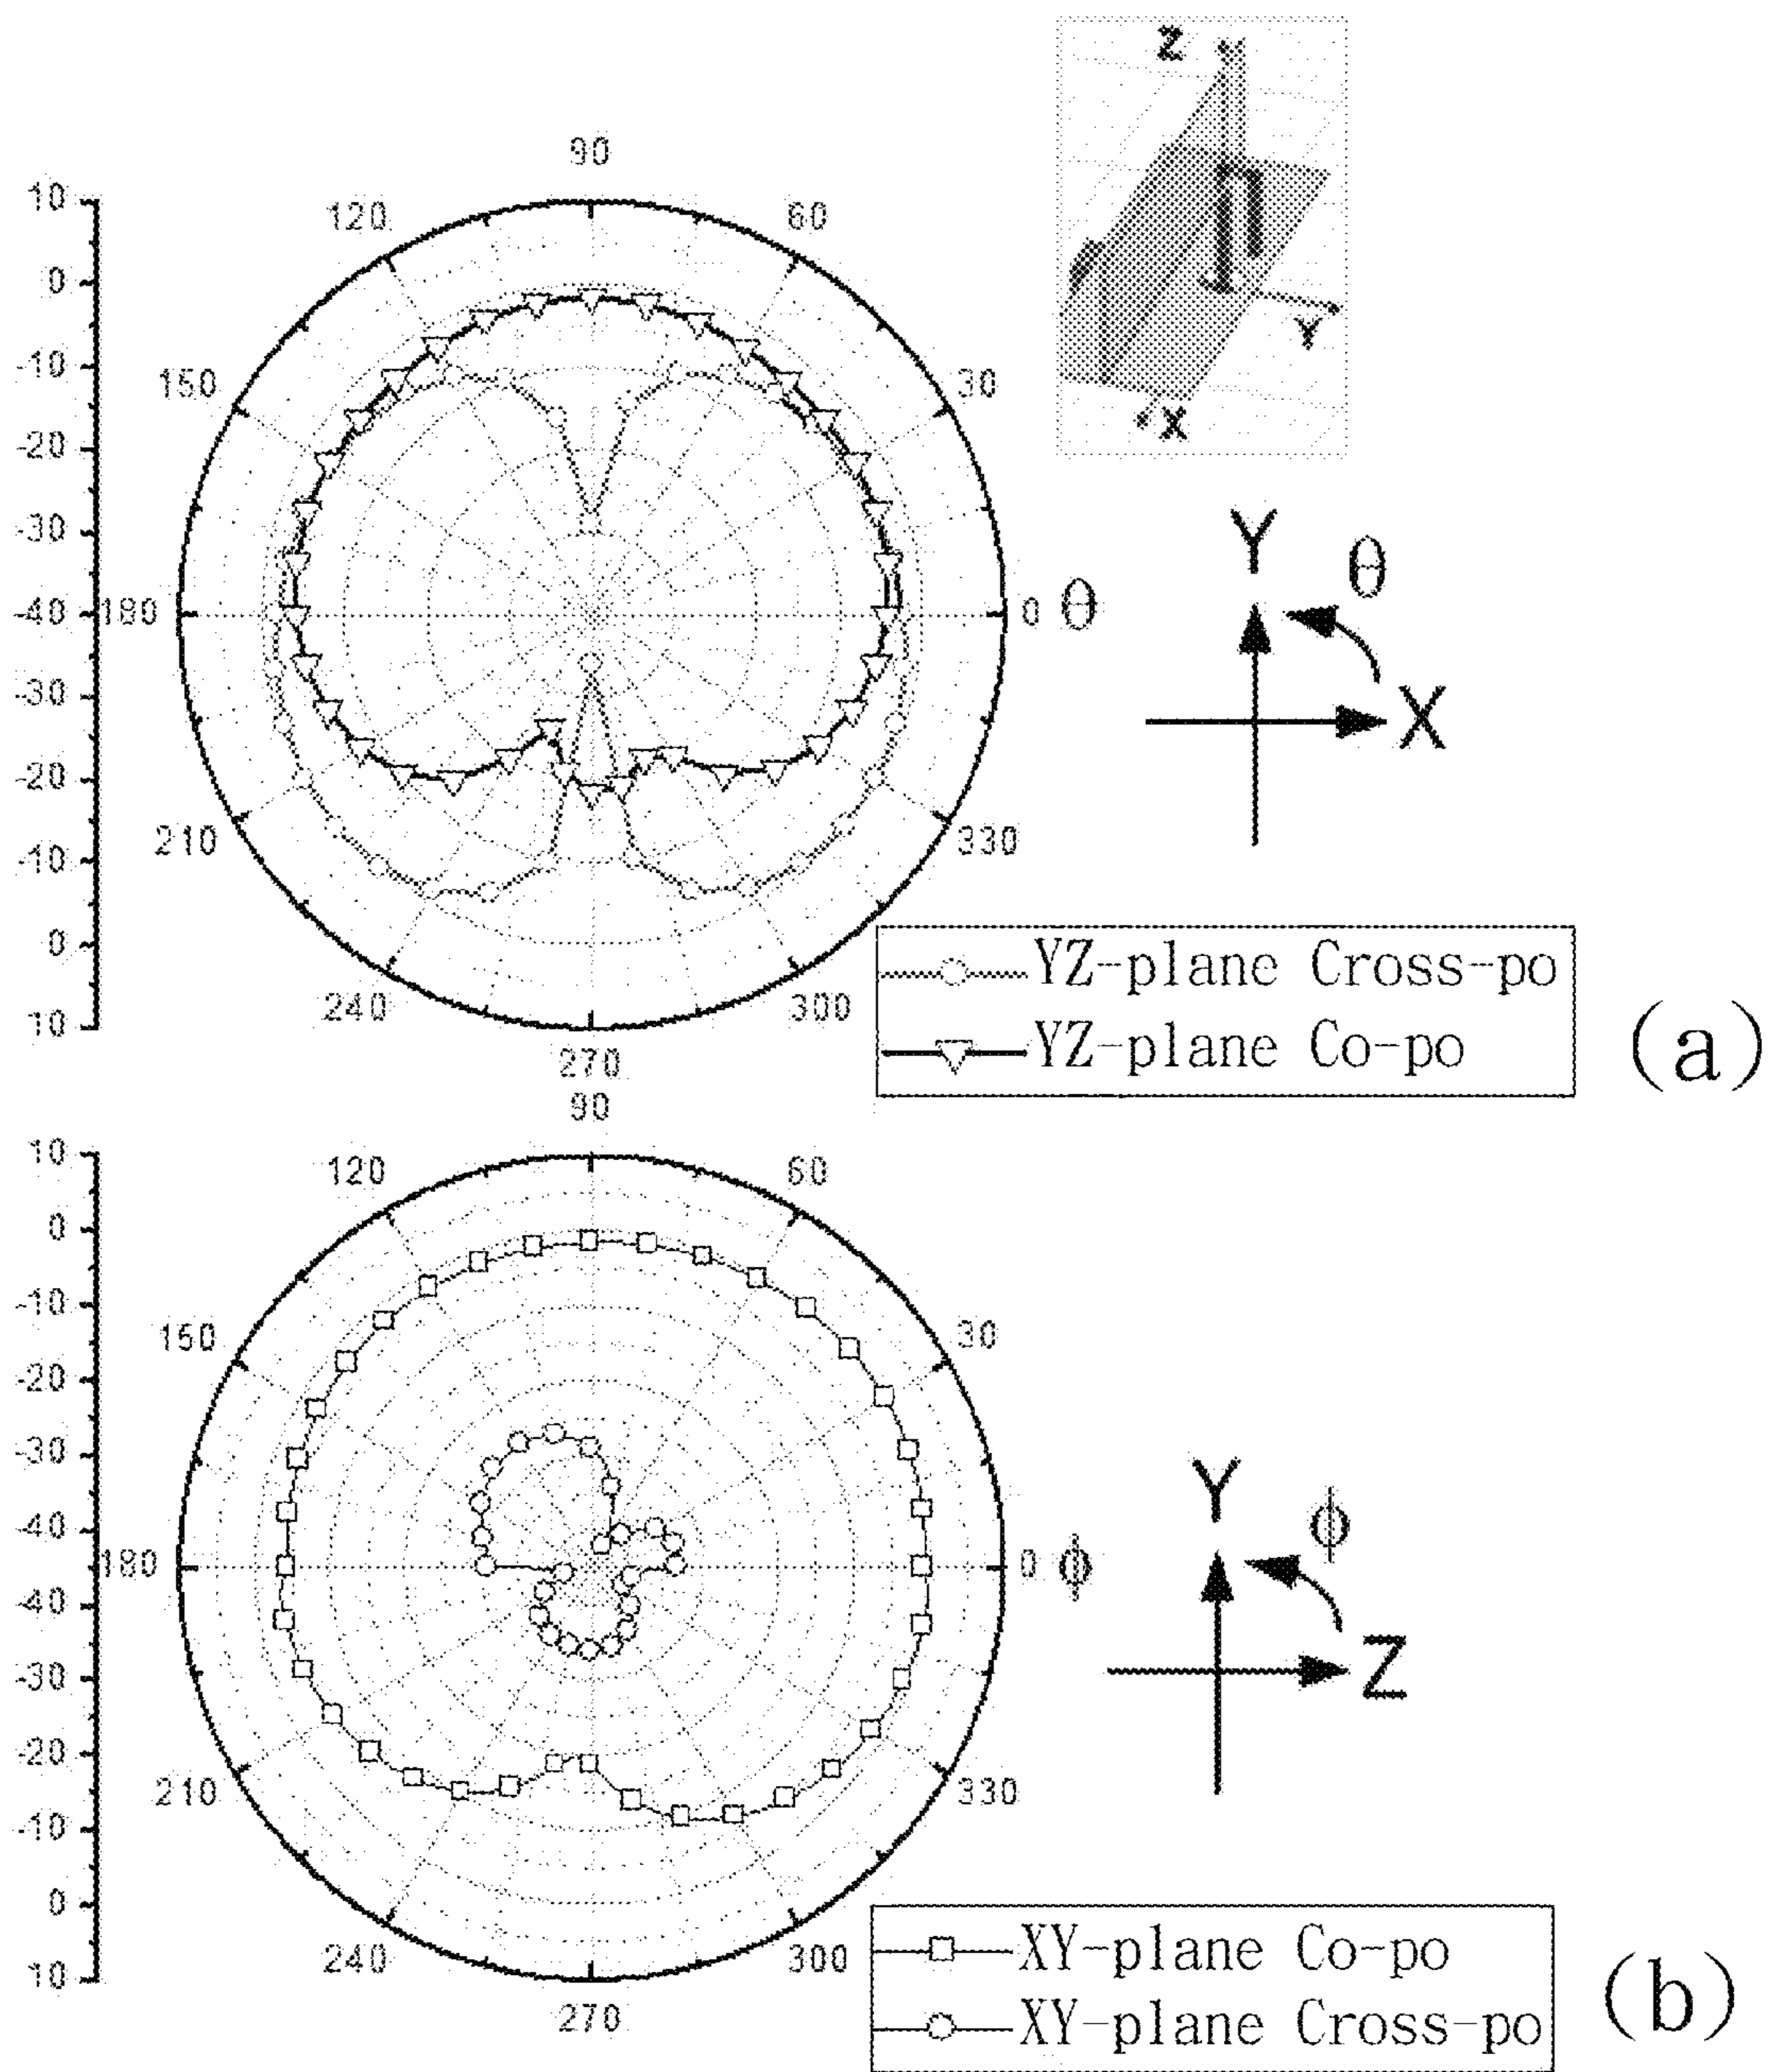 Z
Y
X
90
120
60
150
30
180
0 θ
210
330
240
300
270
10
0
-10
-20
-30
-40
-30
-20
-10
0
10
Y
θ
X
YZ-plane Cross-po
YZ-plane Co-po
(a)
90
120
60
150
30
180
0 ϕ
210
330
240
300
270
10
0
-10
-20
-30
-40
-40
-30
-20
-10
0
10
Y
ϕ
Z
XY-plane Co-po
XY-plane Cross-po
(b)